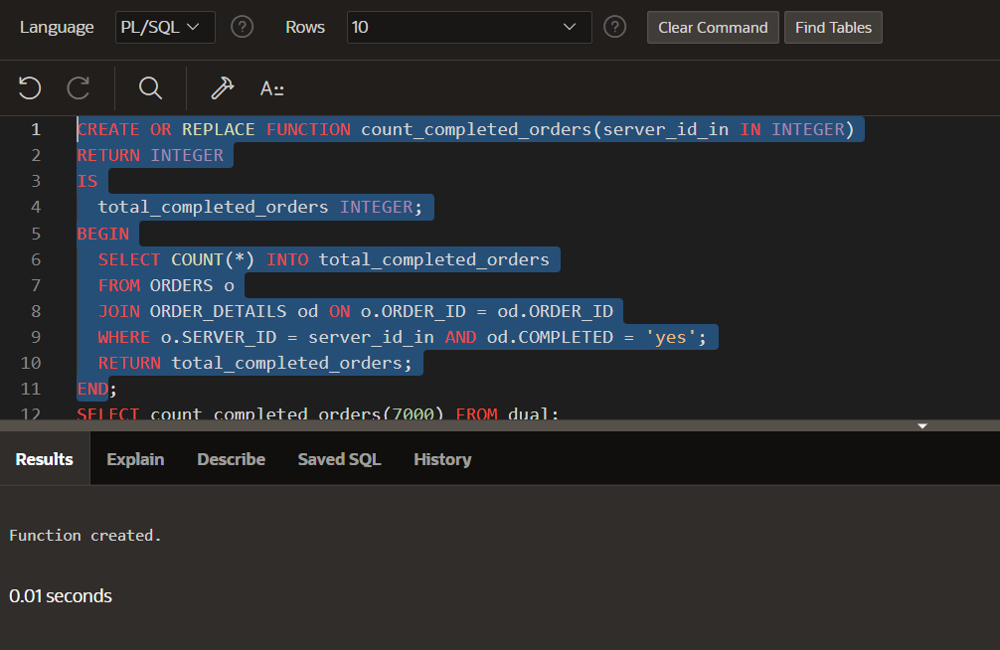 Language PL/SQL ? Rows 10 ? Clear Command Find Tables
A
1 CREATE OR REPLACE FUNCTION count_completed_orders(server_id_in IN INTEGER)
2 RETURN INTEGER
3 IS
4 total_completed_orders INTEGER;
5 BEGIN
6 SELECT COUNT(*) INTO total_completed_orders
7 FROM ORDERS o
8 JOIN ORDER_DETAILS od ON o.ORDER_ID = od.ORDER_ID
9 WHERE o.SERVER_ID = server_id_in AND od.COMPLETED = 'yes';
10 RETURN total_completed_orders;
11 END;
12 SELECT count_completed_orders(7000) FROM dual;
Results Explain Describe Saved SQL History
Function created.
0.01 seconds